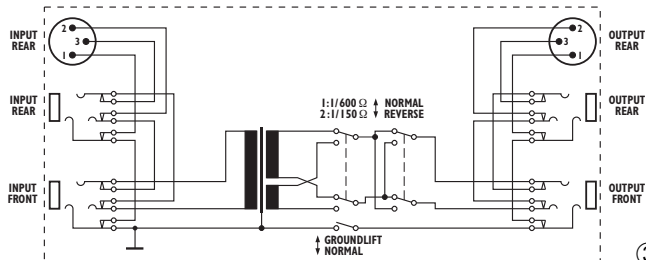 INPUT
REAR
2
3
1
INPUT
REAR
INPUT
FRONT
1:1/600 Ω NORMAL
2:1/150 Ω REVERSE
GROUNDLIFT
NORMAL
OUTPUT
REAR
2
3
1
OUTPUT
REAR
OUTPUT
FRONT